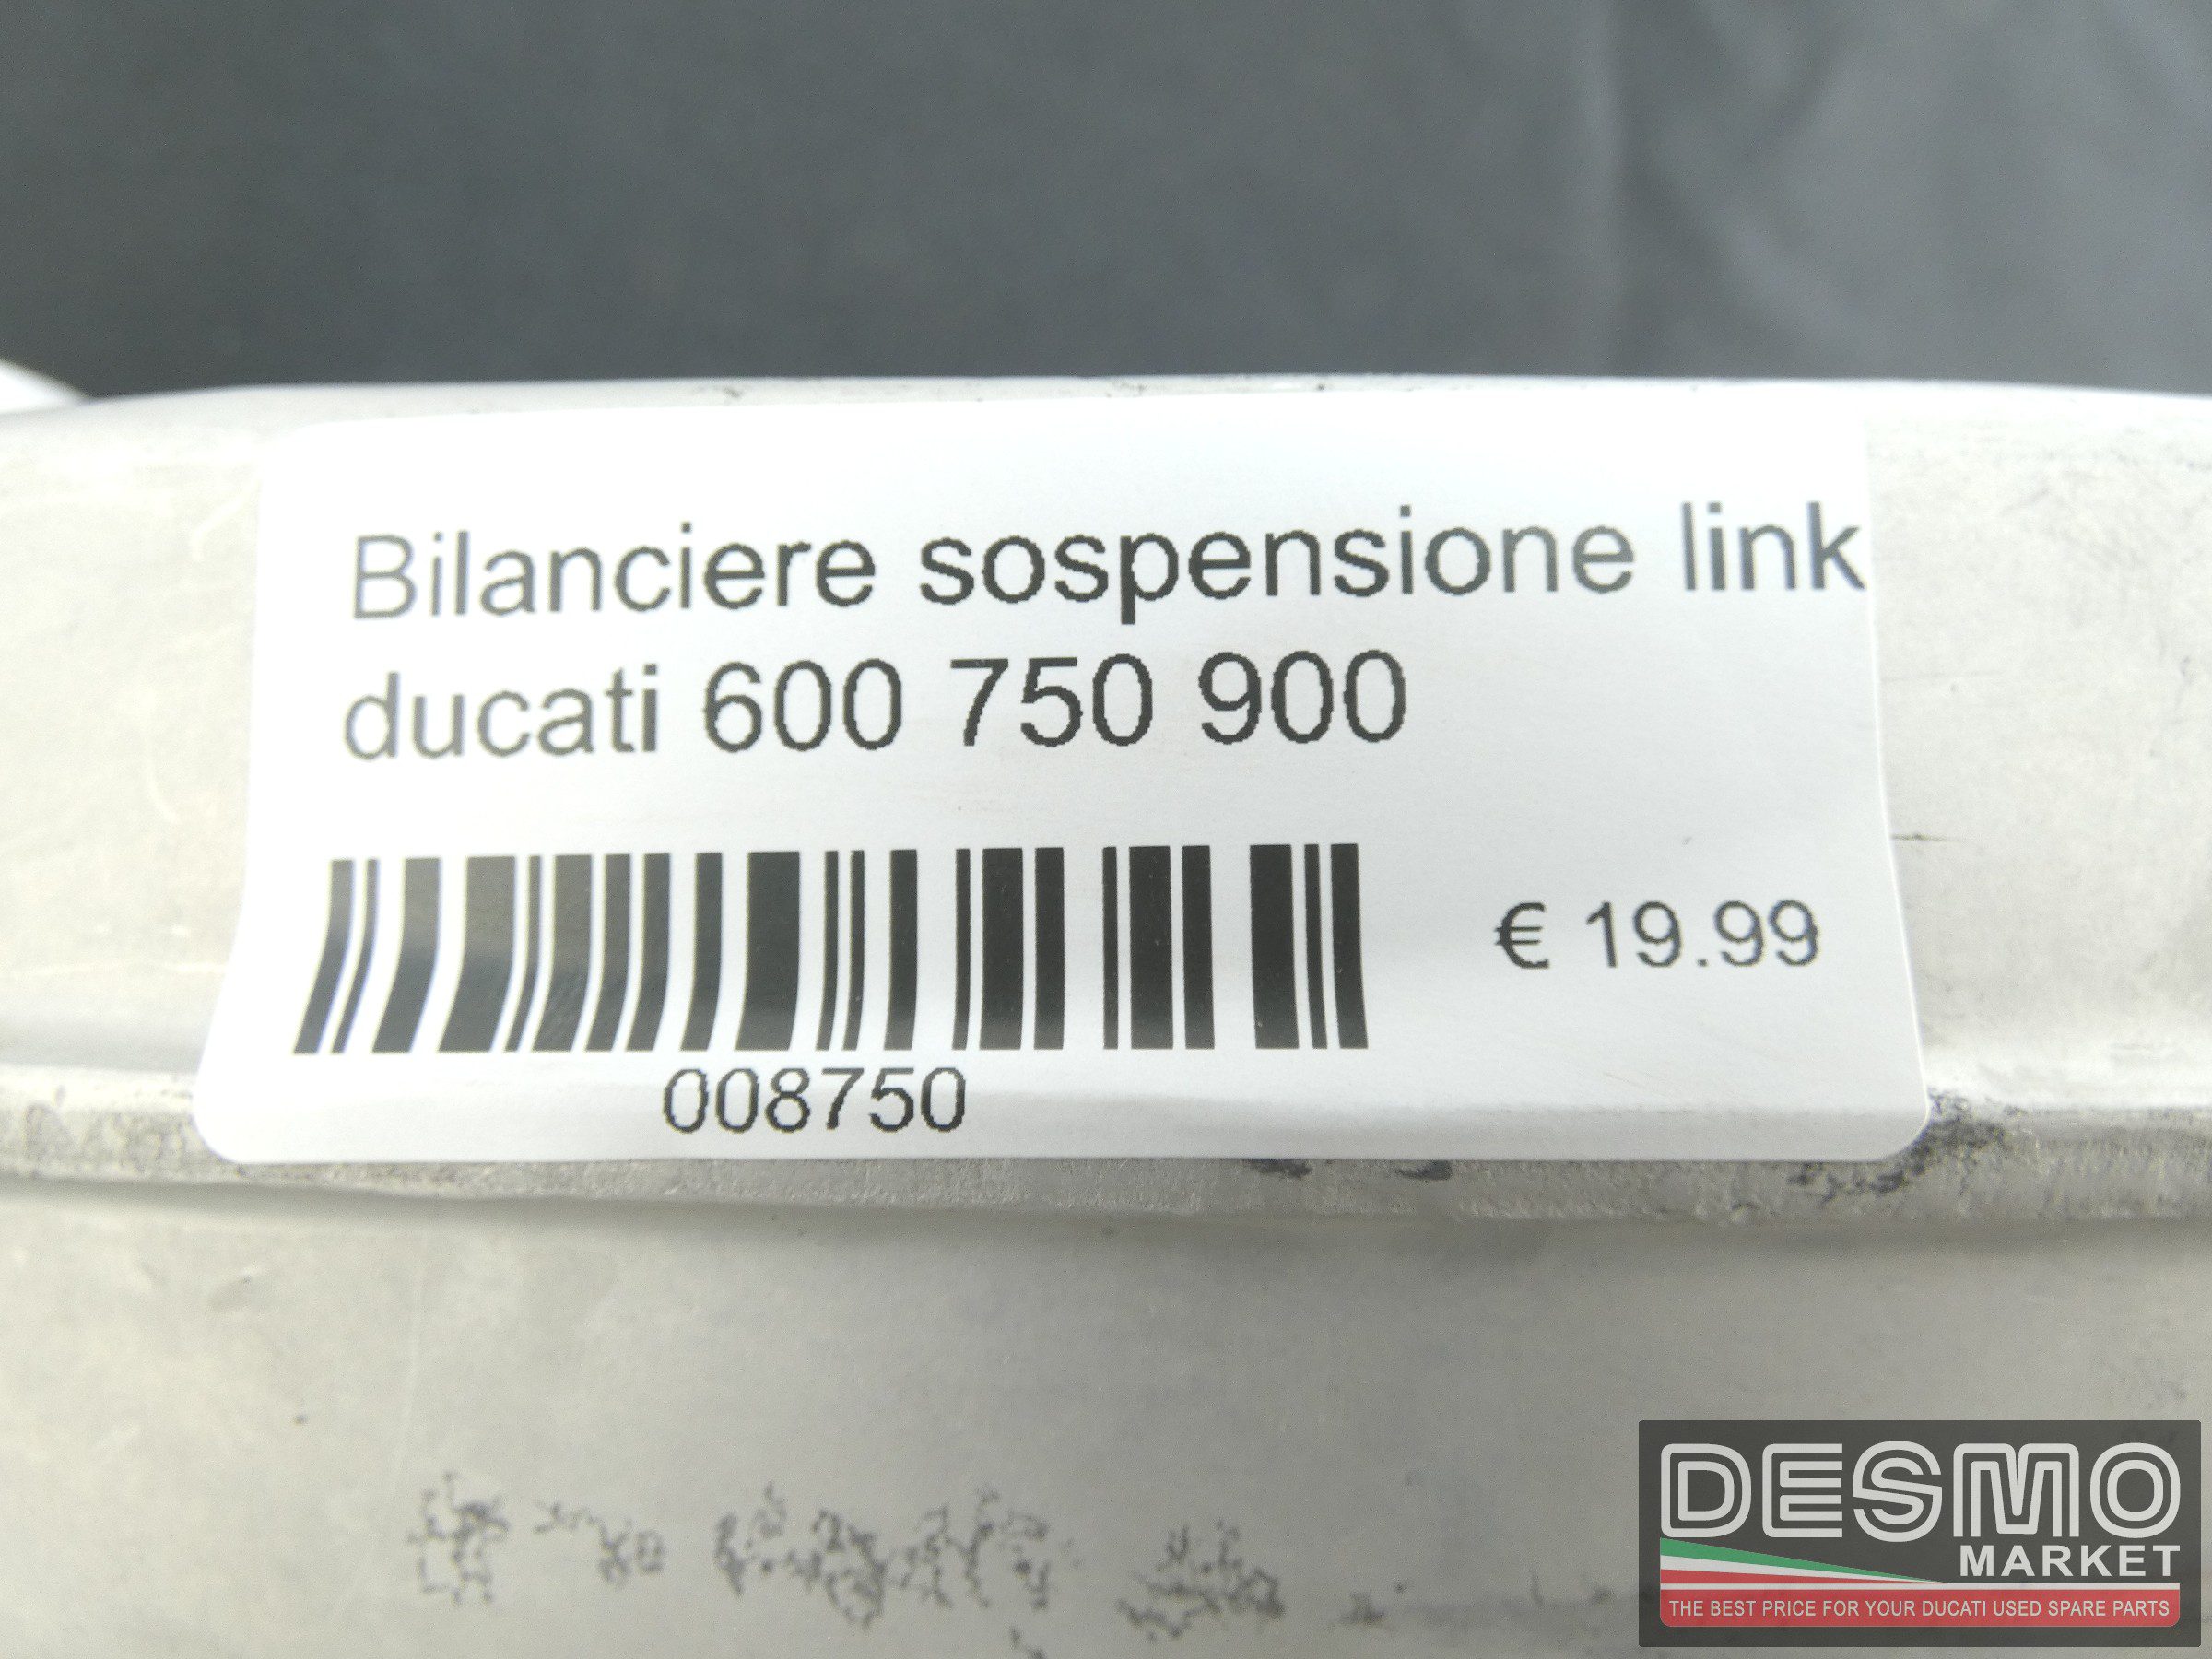 Bilanciere sospensione link
ducati 600 750 900
€ 19.99
008750
DESMO
MARKET
THE BEST PRICE FOR YOUR DUCATI USED SPARE PARTS